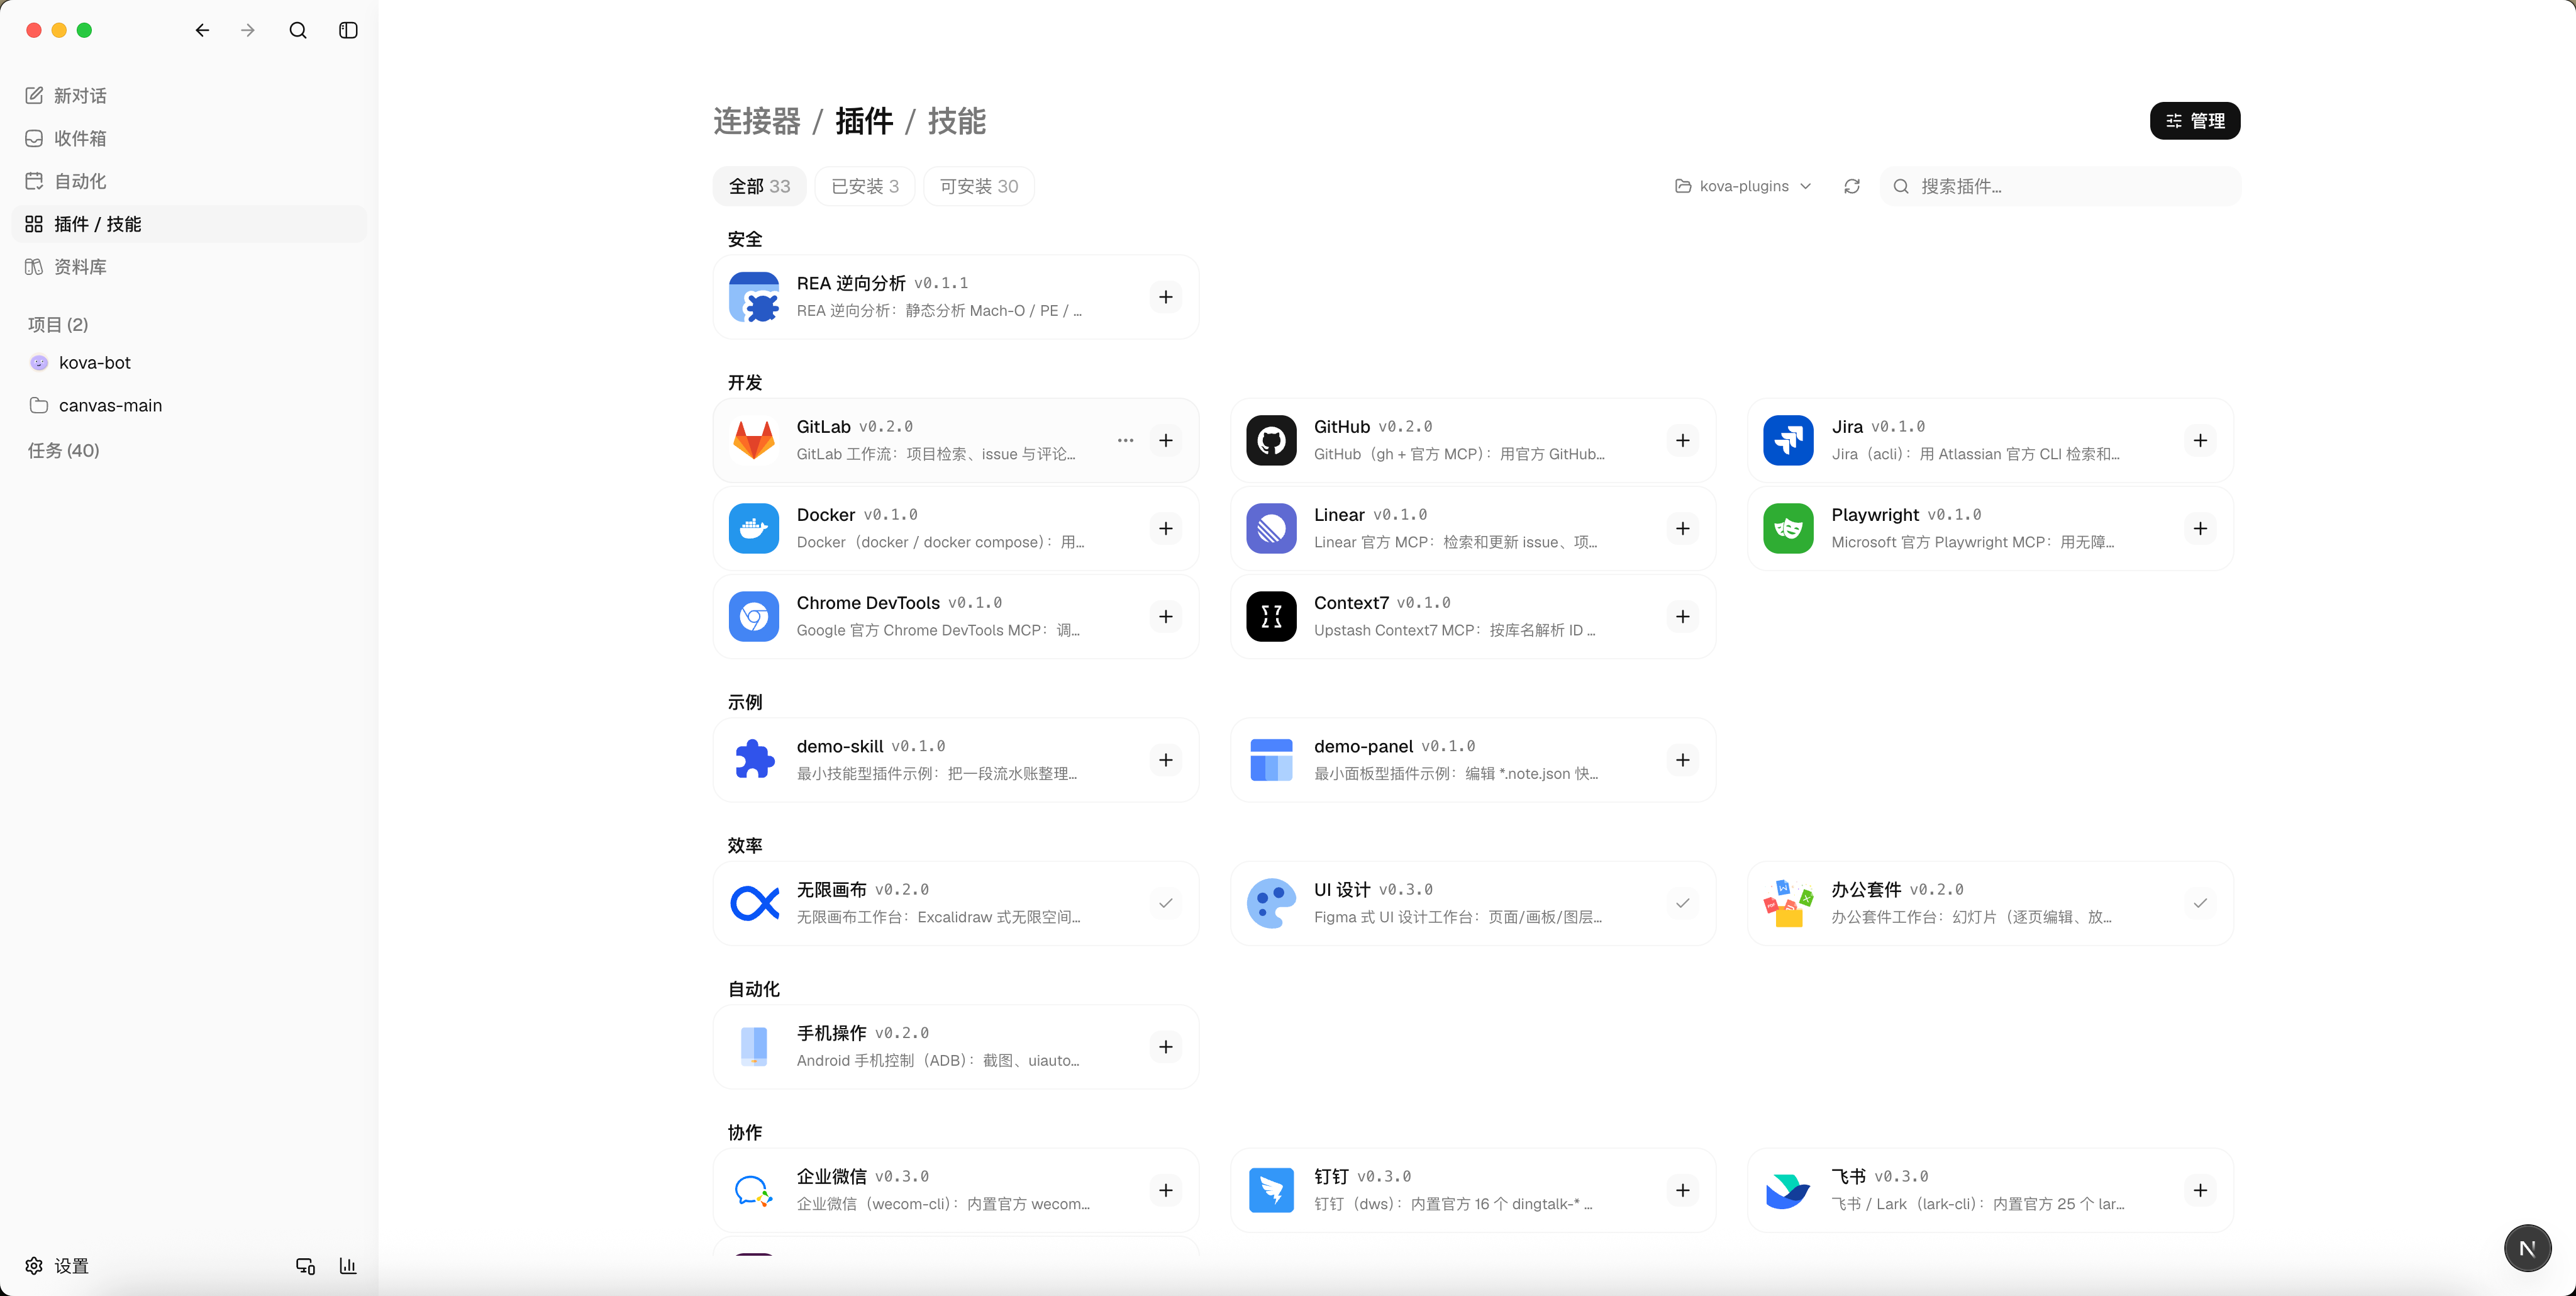 新对话
收件箱
自动化
插件 / 技能
资料库
项目 (2)
kova-bot
canvas-main
任务 (40)
设置
连接器 / 插件 / 技能
管理
全部 33
已安装 3
可安装 30
kova-plugins
搜索插件...
安全
REA 逆向分析 v0.1.1
REA 逆向分析：静态分析 Mach-O / PE / ...
开发
GitLab v0.2.0
GitLab 工作流：项目检索、issue 与评论...
GitHub v0.2.0
GitHub（gh + 官方 MCP）：用官方 GitHub...
Jira v0.1.0
Jira（acli）：用 Atlassian 官方 CLI 检索和...
Docker v0.1.0
Docker（docker / docker compose）：用...
Linear v0.1.0
Linear 官方 MCP：检索和更新 issue、项...
Playwright v0.1.0
Microsoft 官方 Playwright MCP：用无障...
Chrome DevTools v0.1.0
Google 官方 Chrome DevTools MCP：调...
Context7 v0.1.0
Upstash Context7 MCP：按库名解析 ID ...
示例
demo-skill v0.1.0
最小技能型插件示例：把一段流水账整理...
demo-panel v0.1.0
最小面板型插件示例：编辑 *.note.json 快...
效率
无限画布 v0.2.0
无限画布工作台：Excalidraw 式无限空间...
UI 设计 v0.3.0
Figma 式 UI 设计工作台：页面/画板/图层...
办公套件 v0.2.0
办公套件工作台：幻灯片（逐页编辑、放...
自动化
手机操作 v0.2.0
Android 手机控制（ADB）：截图、uiauto...
协作
企业微信 v0.3.0
企业微信（wecom-cli）：内置官方 wecom...
钉钉 v0.3.0
钉钉（dws）：内置官方 16 个 dingtalk-* ...
飞书 v0.3.0
飞书 / Lark（lark-cli）：内置官方 25 个 lar...
N